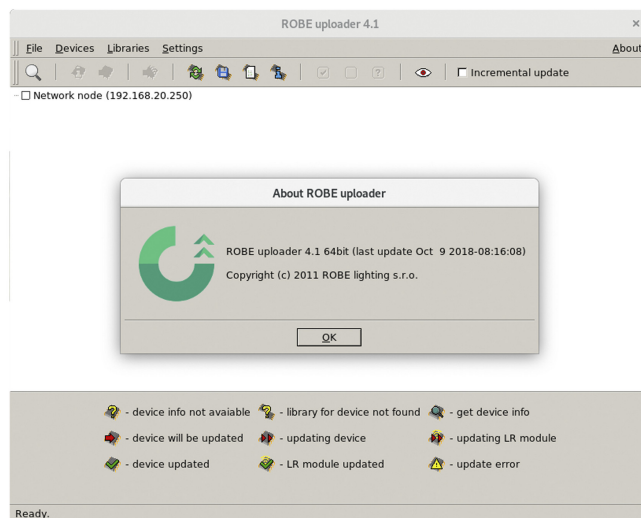 ROBE uploader 4.1
File Devices Libraries Settings About
Incremental update
Network node (192.168.20.250)
About ROBE uploader
ROBE uploader 4.1 64bit (last update Oct  9 2018-08:16:08)
Copyright (c) 2011 ROBE lighting s.r.o.
OK
- device info not avaiable - library for device not found - get device info
- device will be updated - updating device - updating LR module
- device updated - LR module updated - update error
Ready.